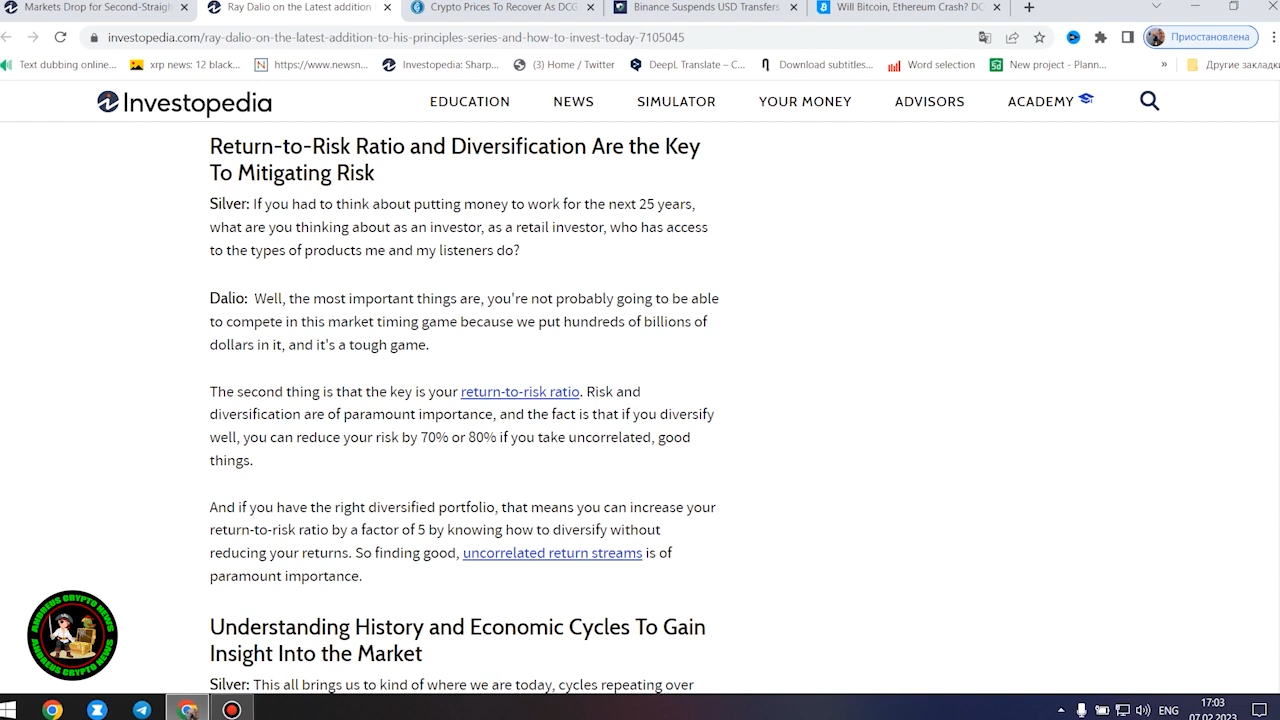 Markets Drop for Second-Straigh
Ray Dalio on the Latest addition
Crypto Prices To Recover As DCG
Binance Suspends USD Transfers
Will Bitcoin, Ethereum Crash? DC
investopedia.com/ray-dalio-on-the-latest-addition-to-his-principles-series-and-how-to-invest-today-7105045
Приостановлена
Text dubbing online...
xrp news: 12 black...
https://www.newsn...
Investopedia: Sharp...
(3) Home / Twitter
DeepL Translate – C...
Download subtitles...
Word selection
New project - Plann...
»
Другие закладки
Investopedia
EDUCATION
NEWS
SIMULATOR
YOUR MONEY
ADVISORS
ACADEMY
Return-to-Risk Ratio and Diversification Are the Key
To Mitigating Risk
Silver: If you had to think about putting money to work for the next 25 years,
what are you thinking about as an investor, as a retail investor, who has access
to the types of products me and my listeners do?
Dalio: Well, the most important things are, you're not probably going to be able
to compete in this market timing game because we put hundreds of billions of
dollars in it, and it's a tough game.
The second thing is that the key is your return-to-risk ratio. Risk and
diversification are of paramount importance, and the fact is that if you diversify
well, you can reduce your risk by 70% or 80% if you take uncorrelated, good
things.
And if you have the right diversified portfolio, that means you can increase your
return-to-risk ratio by a factor of 5 by knowing how to diversify without
reducing your returns. So finding good, uncorrelated return streams is of
paramount importance.
Understanding History and Economic Cycles To Gain
Insight Into the Market
Silver: This all brings us to kind of where we are today, cycles repeating over
ANDREUS CRYPTO NEWS
ANDREUS CRYPTO NEWS
ENG
17:03
07.02.2023